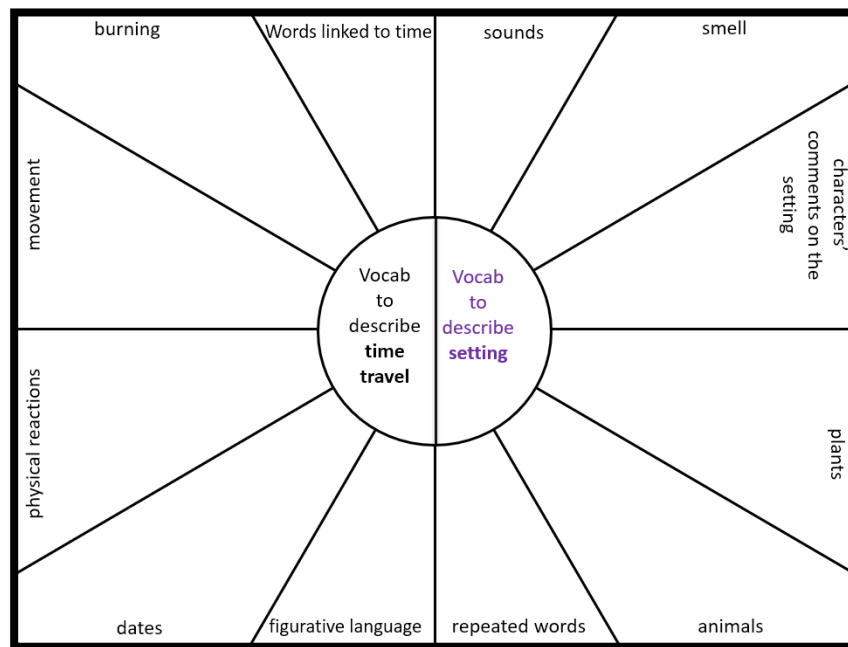 burning
Words linked to time
sounds
smell
movement
characters'
comments on the
setting
Vocab
to
describe
time
travel
Vocab
to
describe
setting
physical reactions
plants
dates
figurative language
repeated words
animals